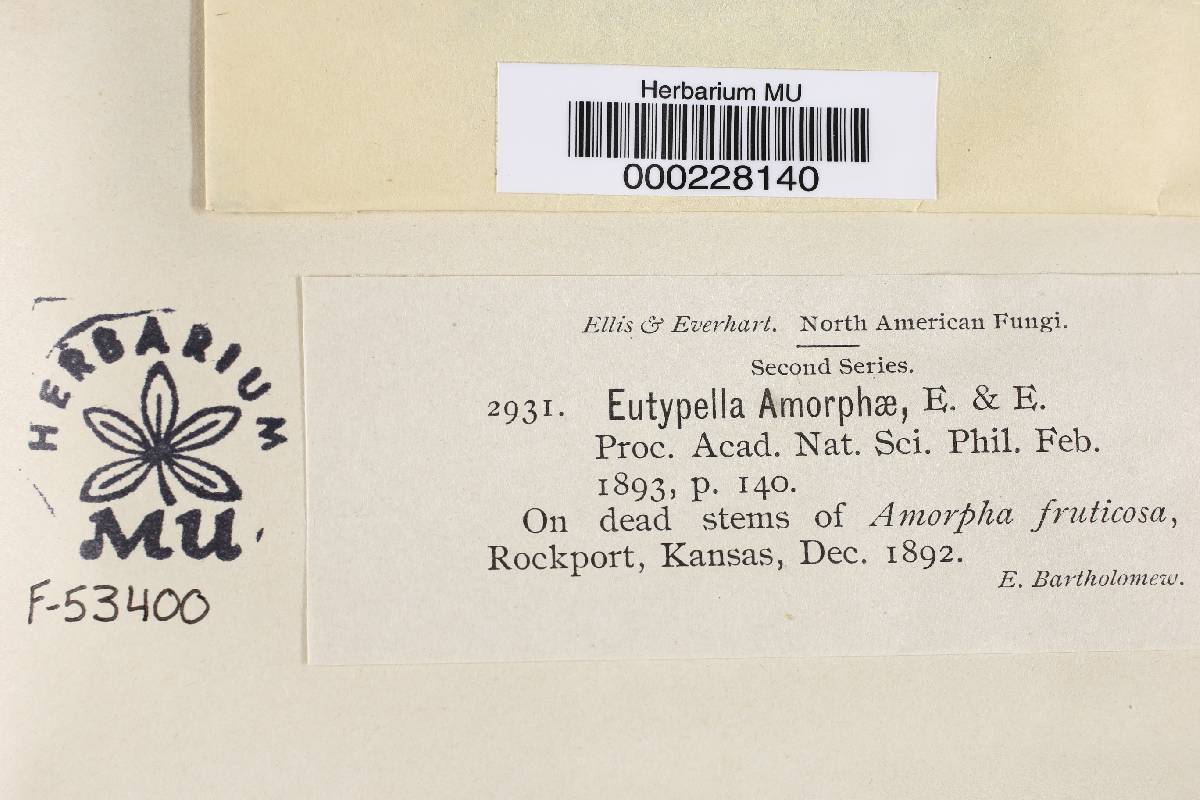 Herbarium MU
000228140
HERBARIUM
MU
F-53400
Ellis & Everhart. North American Fungi.
Second Series.
2931. Eutypella Amorphæ, E. & E.
Proc. Acad. Nat. Sci. Phil. Feb.
1893, p. 140.
On dead stems of Amorpha fruticosa,
Rockport, Kansas, Dec. 1892.
E. Bartholomew.